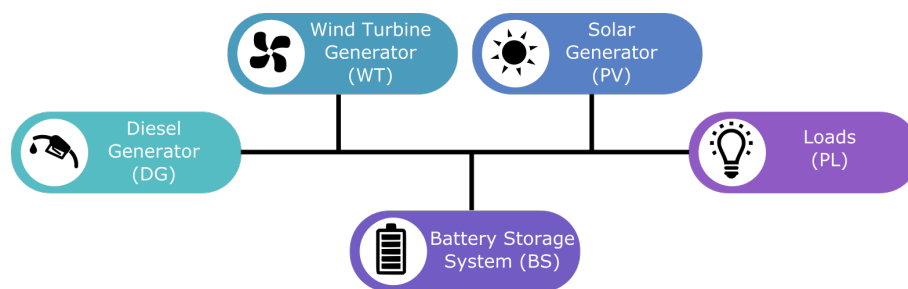 Wind Turbine
Generator
(WT)
Solar
Generator
(PV)
Diesel
Generator
(DG)
Loads
(PL)
Battery Storage
System (BS)